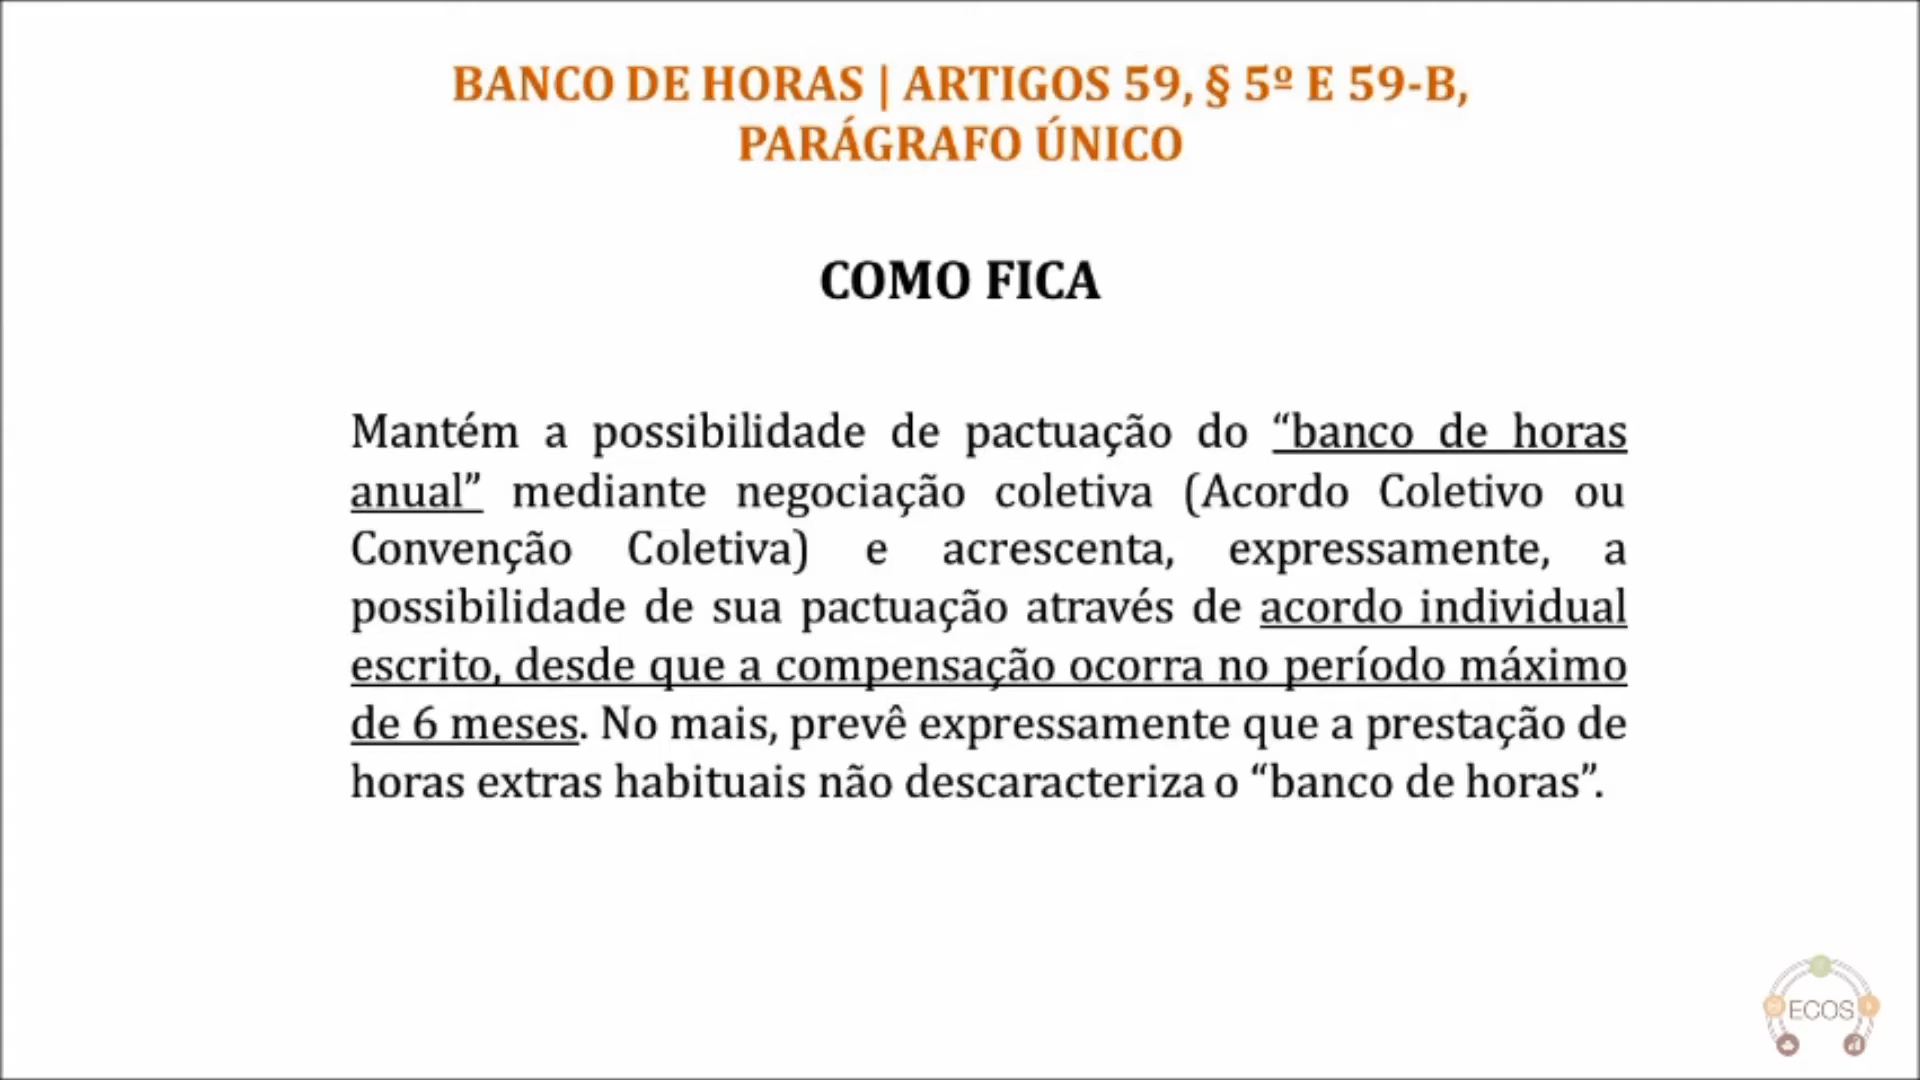 BANCO DE HORAS | ARTIGOS 59, § 5º E 59-B,
PARÁGRAFO ÚNICO
COMO FICA
Mantém a possibilidade de pactuação do “banco de horas
anual” mediante negociação coletiva (Acordo Coletivo ou
Convenção Coletiva) e acrescenta, expressamente, a
possibilidade de sua pactuação através de acordo individual
escrito, desde que a compensação ocorra no período máximo
de 6 meses. No mais, prevê expressamente que a prestação de
horas extras habituais não descaracteriza o “banco de horas”.
ECOS